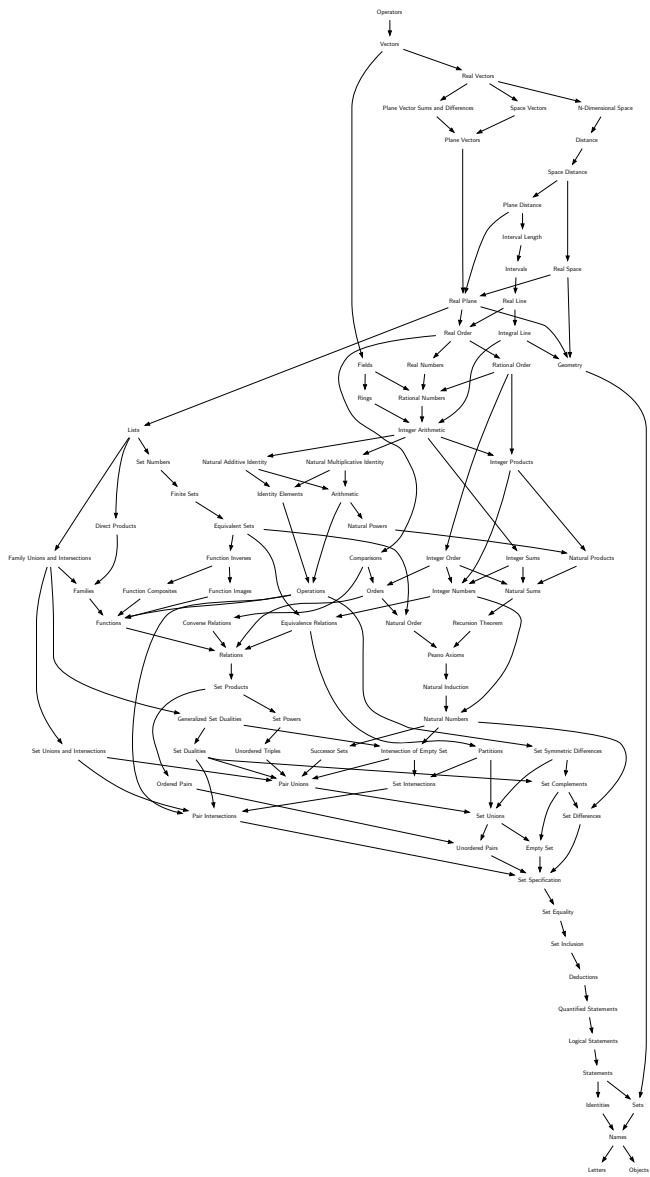 Operators
Vectors
Real Vectors
Plane Vector Sums and Differences
Space Vectors
N-Dimensional Space
Plane Vectors
Distance
Space Distance
Plane Distance
Interval Length
Intervals
Real Space
Real Plane
Real Line
Real Order
Integral Line
Fields
Real Numbers
Rational Order
Geometry
Rings
Rational Numbers
Lists
Integer Arithmetic
Set Numbers
Natural Additive Identity
Natural Multiplicative Identity
Integer Products
Finite Sets
Identity Elements
Arithmetic
Direct Products
Equivalent Sets
Natural Powers
Family Unions and Intersections
Function Inverses
Comparisons
Integer Order
Integer Sums
Natural Products
Families
Function Composites
Function Images
Operations
Orders
Integer Numbers
Natural Sums
Functions
Converse Relations
Equivalence Relations
Natural Order
Recursion Theorem
Relations
Peano Axioms
Set Products
Natural Induction
Generalized Set Dualities
Set Powers
Natural Numbers
Set Unions and Intersections
Set Dualities
Unordered Triples
Successor Sets
Intersection of Empty Set
Partitions
Set Symmetric Differences
Ordered Pairs
Pair Unions
Set Intersections
Set Complements
Pair Intersections
Set Unions
Set Differences
Unordered Pairs
Empty Set
Set Specification
Set Equality
Set Inclusion
Deductions
Quantified Statements
Logical Statements
Statements
Identities
Sets
Names
Letters
Objects